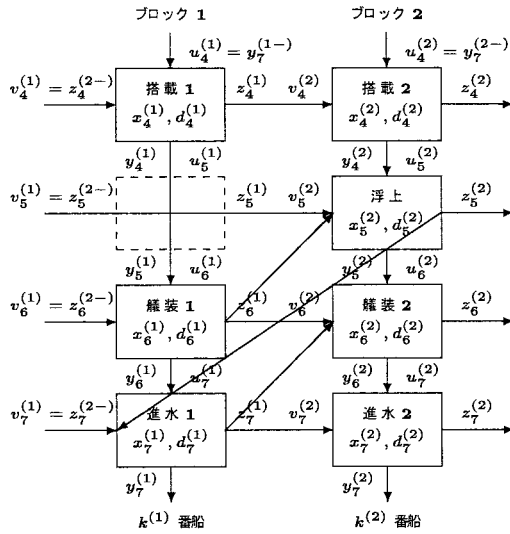 ブロック 1 ブロック 2
u_4^{(1)} = y_7^{(1-)} u_4^{(2)} = y_7^{(2-)}
v_4^{(1)} = z_4^{(2-)} 搭載 1 z_4^{(1)} v_4^{(2)} 搭載 2 z_4^{(2)}
x_4^{(1)}, d_4^{(1)} x_4^{(2)}, d_4^{(2)}
y_4^{(1)} u_5^{(1)} y_4^{(2)} u_5^{(2)}
v_5^{(1)} = z_5^{(2-)} z_5^{(1)} v_5^{(2)} 浮上 z_5^{(2)}
x_5^{(2)}, d_5^{(2)}
y_5^{(1)} u_6^{(1)} y_5^{(2)} u_6^{(2)}
v_6^{(1)} = z_6^{(2-)} 艤装 1 z_6^{(1)} v_6^{(2)} 艤装 2 z_6^{(2)}
x_6^{(1)}, d_6^{(1)} x_6^{(2)}, d_6^{(2)}
y_6^{(1)} u_7^{(1)} y_6^{(2)} u_7^{(2)}
v_7^{(1)} = z_7^{(2-)} 進水 1 z_7^{(1)} v_7^{(2)} 進水 2 z_7^{(2)}
x_7^{(1)}, d_7^{(1)} x_7^{(2)}, d_7^{(2)}
y_7^{(1)} y_7^{(2)}
k^{(1)} 番船 k^{(2)} 番船